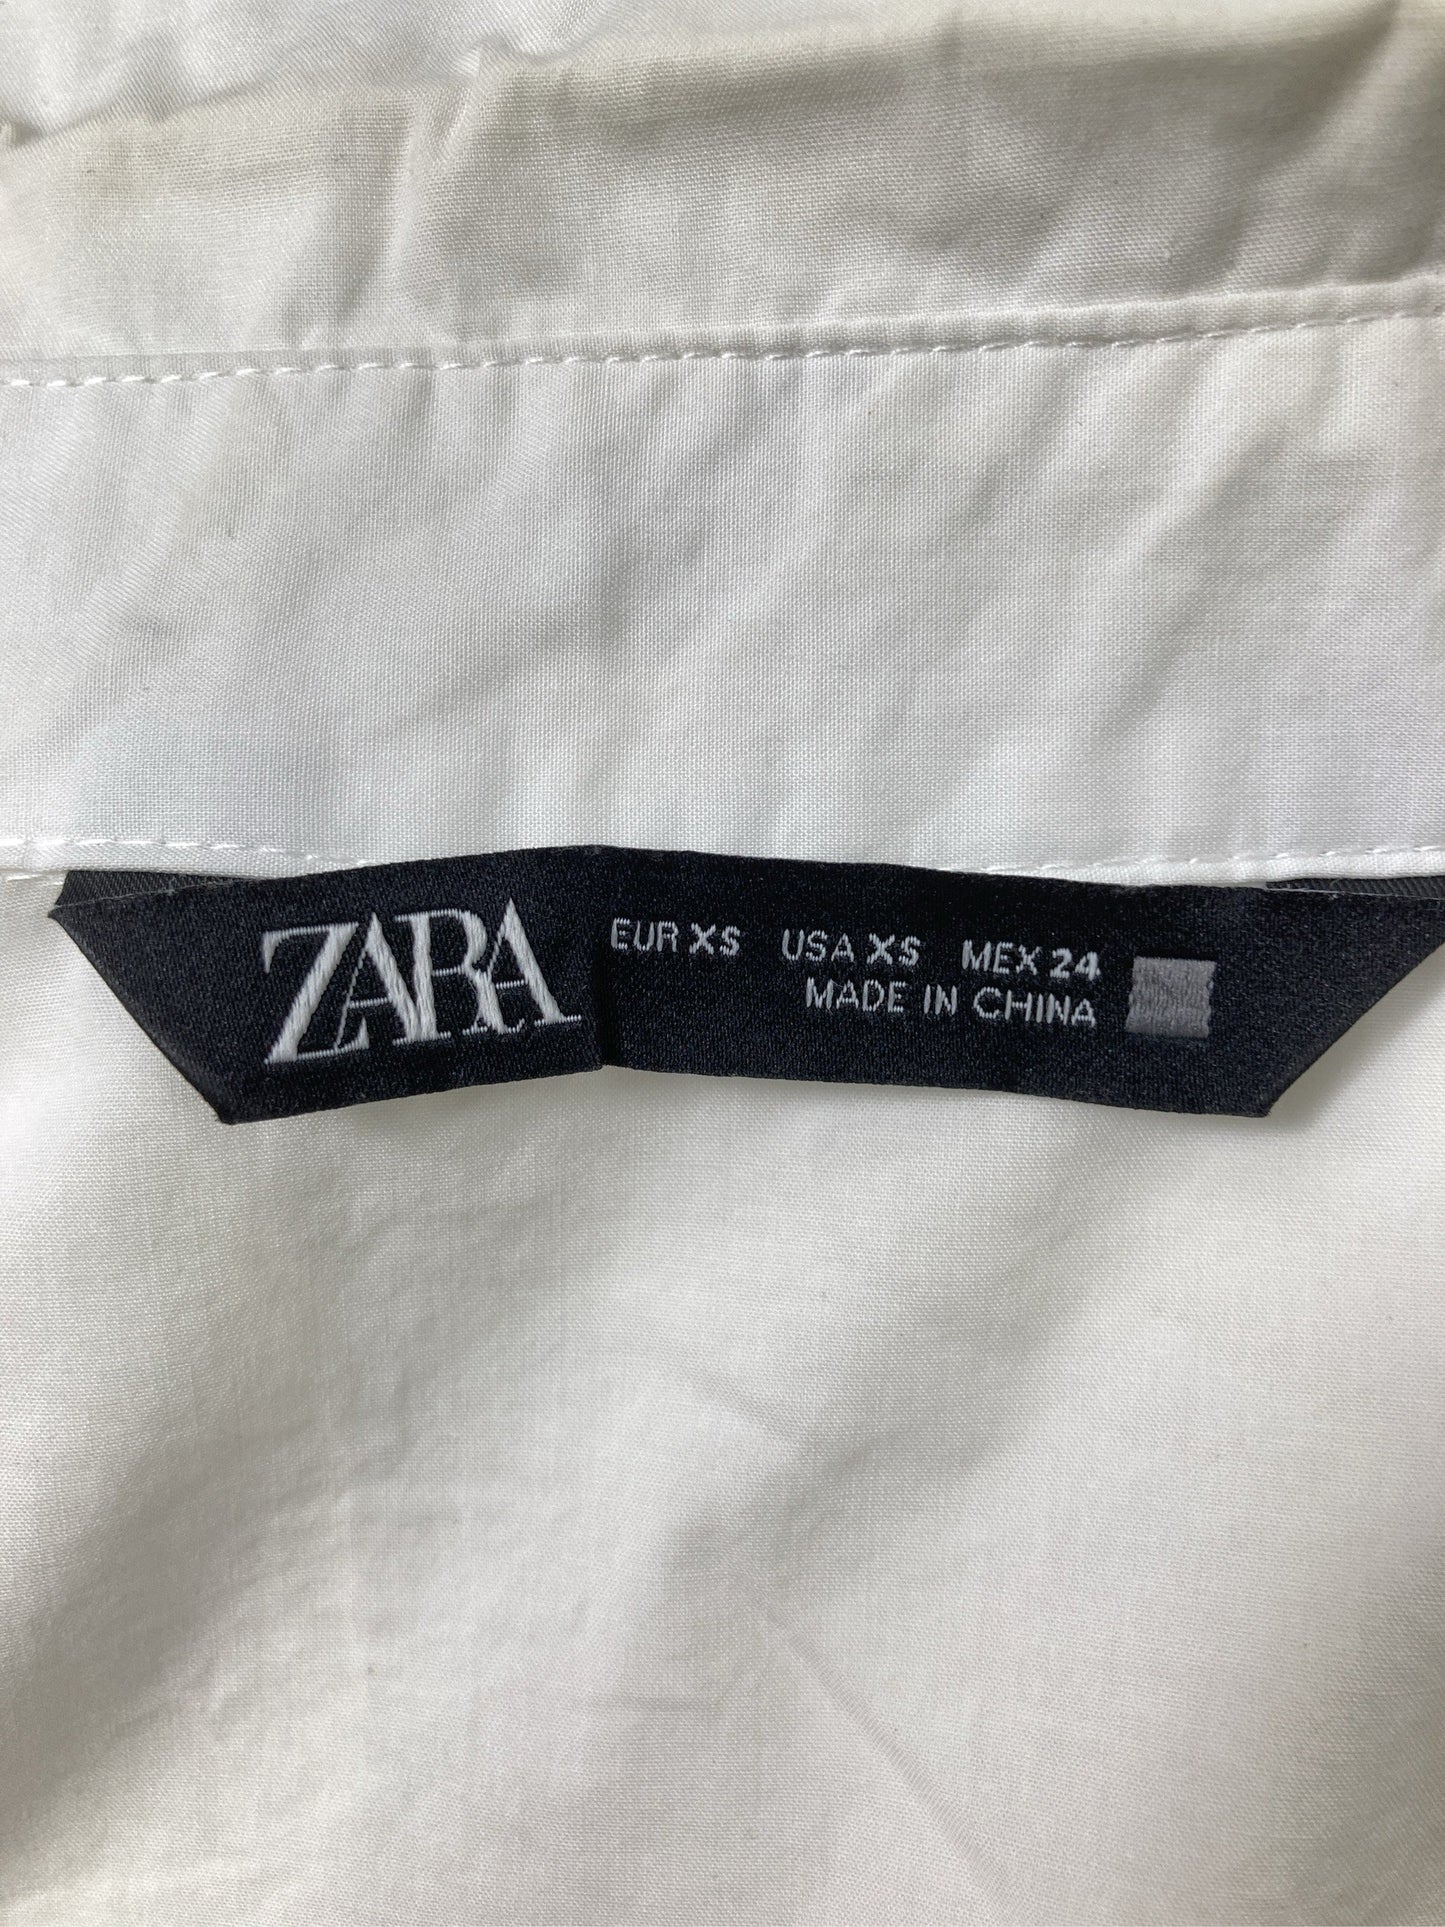 ZARA
EUR XS USA XS MEX 24
MADE IN CHINA